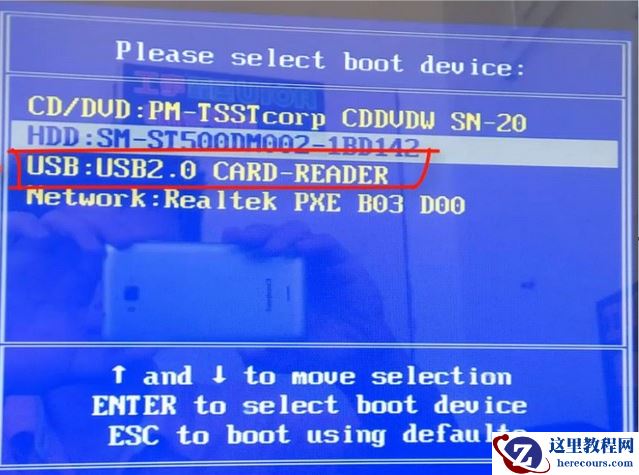 Please select boot device:
CD/DVD:PM-TSSTcorp CDDVDW SN-20
HDD:SM-ST500DM002-1BD142
USB:USB2.0 CARD-READER
Network:Realtek PXE B03 D00
↑ and ↓ to move selection
ENTER to select boot device
ESC to boot using defaults
这里教程网
herecours.com